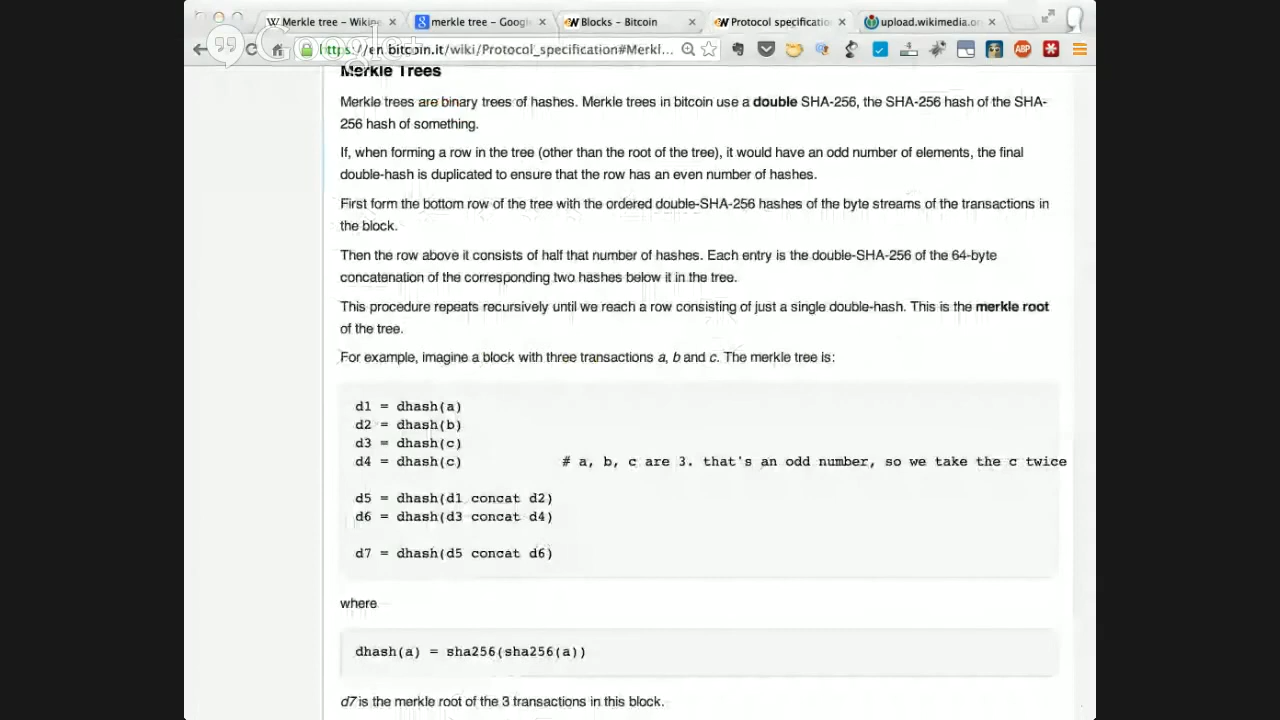 Merkle tree – Wikip
merkle tree – Googl
Blocks – Bitcoin
Protocol specificatio
upload.wikimedia.or
Google+
https://en.bitcoin.it/wiki/Protocol_specification#Merkl...
ABP
Merkle Trees
Merkle trees are binary trees of hashes. Merkle trees in bitcoin use a double SHA-256, the SHA-256 hash of the SHA-
256 hash of something.
If, when forming a row in the tree (other than the root of the tree), it would have an odd number of elements, the final
double-hash is duplicated to ensure that the row has an even number of hashes.
First form the bottom row of the tree with the ordered double-SHA-256 hashes of the byte streams of the transactions in
the block.
Then the row above it consists of half that number of hashes. Each entry is the double-SHA-256 of the 64-byte
concatenation of the corresponding two hashes below it in the tree.
This procedure repeats recursively until we reach a row consisting of just a single double-hash. This is the merkle root
of the tree.
For example, imagine a block with three transactions a, b and c. The merkle tree is:
d1 = dhash(a)
d2 = dhash(b)
d3 = dhash(c)
d4 = dhash(c) # a, b, c are 3. that's an odd number, so we take the c twice
d5 = dhash(d1 concat d2)
d6 = dhash(d3 concat d4)
d7 = dhash(d5 concat d6)
where
dhash(a) = sha256(sha256(a))
d7 is the merkle root of the 3 transactions in this block.